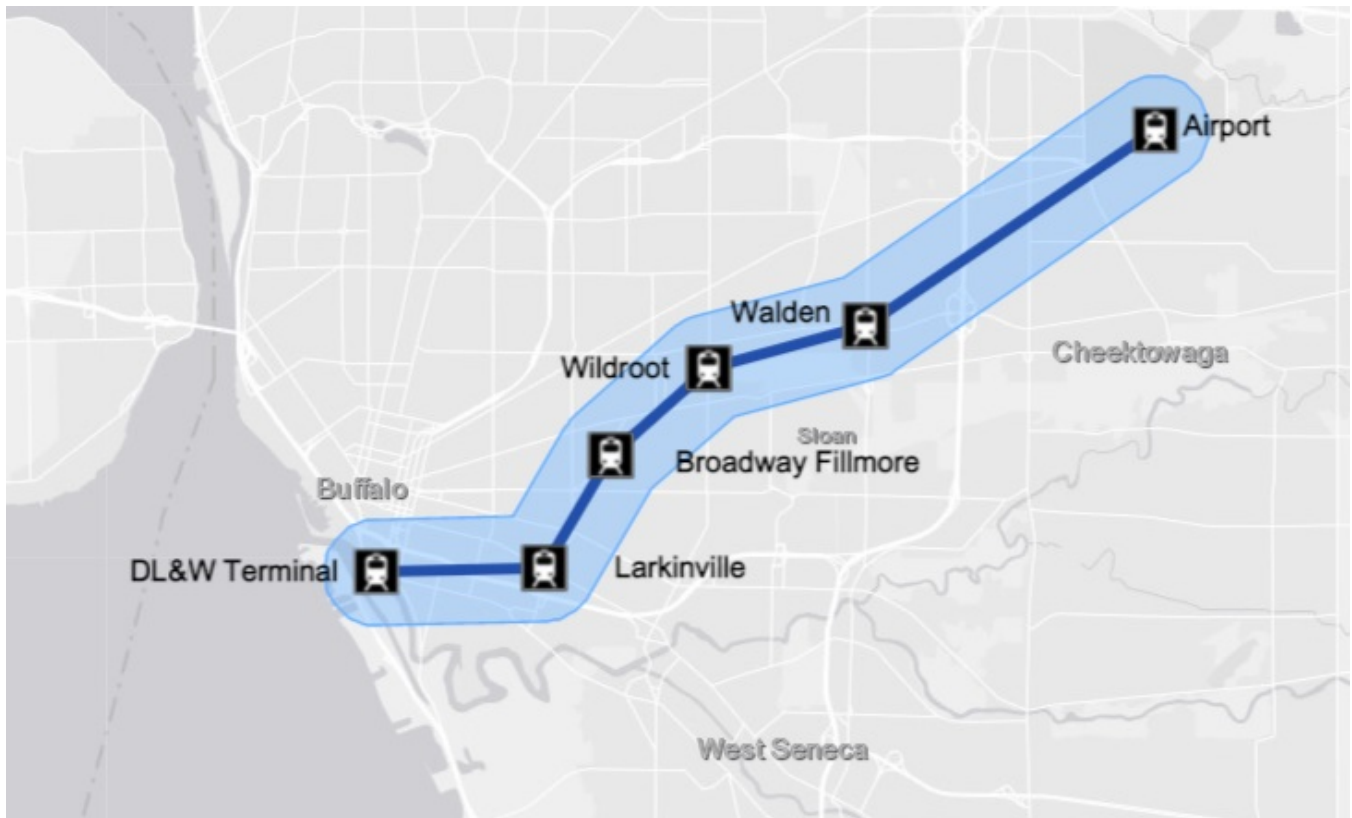 Airport
Walden
Cheektowaga
Wildroot
Sloan
Broadway Fillmore
Buffalo
DL&W Terminal
Larkinville
West Seneca